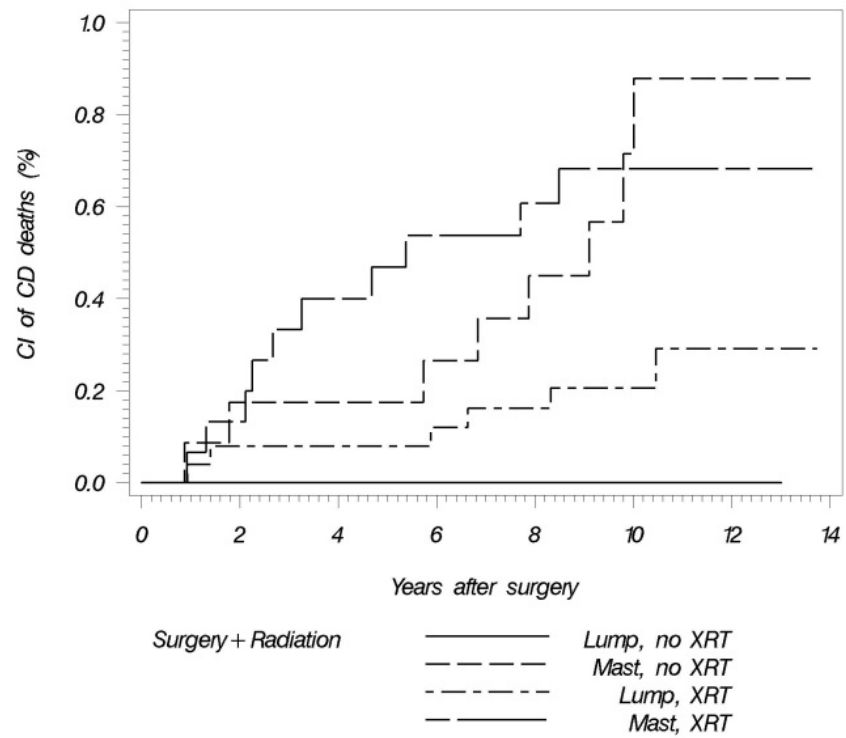 CI of CD deaths (%)
1.0
0.8
0.6
0.4
0.2
0.0
0 2 4 6 8 10 12 14
Years after surgery
Surgery+Radiation
Lump, no XRT
Mast, no XRT
Lump, XRT
Mast, XRT